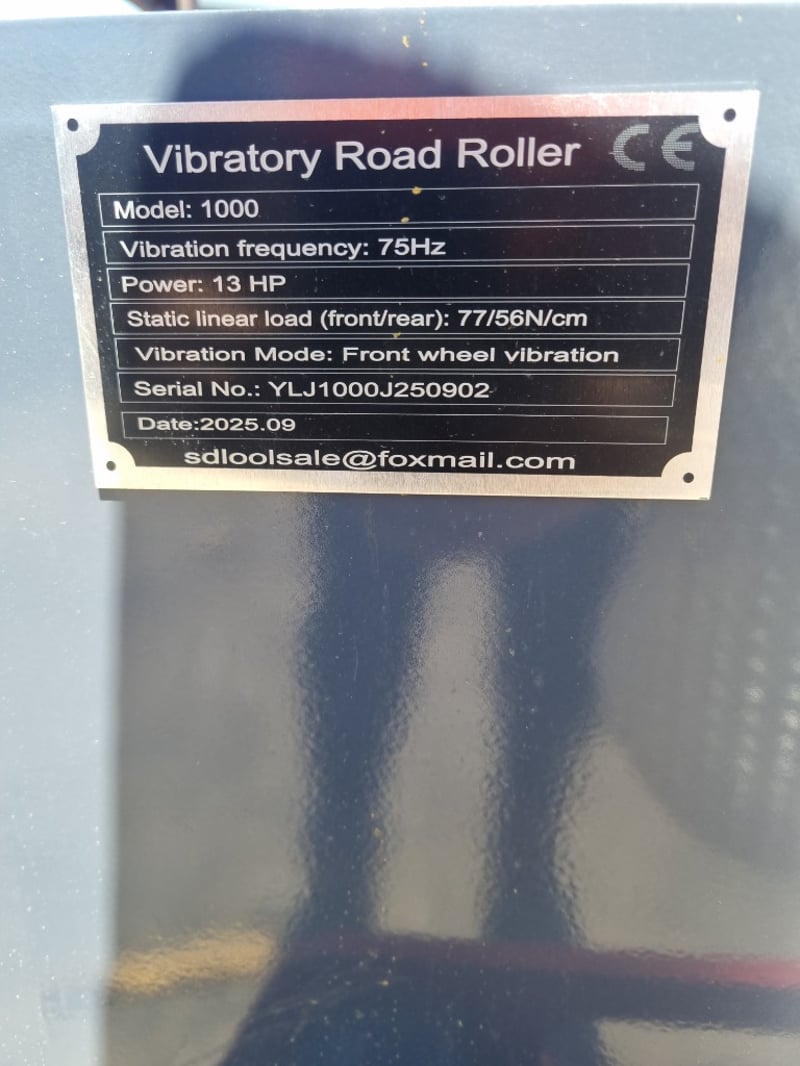 Vibratory Road Roller CE
Model: 1000
Vibration frequency: 75Hz
Power: 13 HP
Static linear load (front/rear): 77/56N/cm
Vibration Mode: Front wheel vibration
Serial No.: YLJ1000J250902
Date:2025.09
sdloolsale@foxmail.com